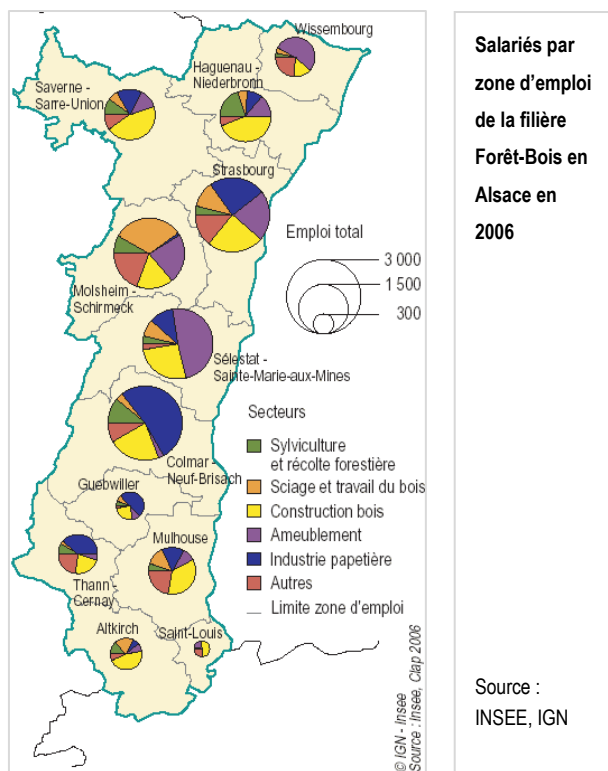 Wissembourg
Saverne -
Sarre-Union
Haguenau -
Niederbronn
Strasbourg
Emploi total
3 000
1 500
300
Molsheim -
Schirmeck
Sélestat -
Sainte-Marie-aux-Mines
Colmar -
Neuf-Brisach
Guebwiller
Mulhouse
Thann -
Cernay
Altkirch
Saint-Louis
Secteurs
Sylviculture
et récolte forestière
Sciage et travail du bois
Construction bois
Ameublement
Industrie papetière
Autres
Limite zone d'emploi
© IGN - Insee
Source : Insee, Clap 2006
Salariés par
zone d'emploi
de la filière
Forêt-Bois en
Alsace en
2006
Source :
INSEE, IGN